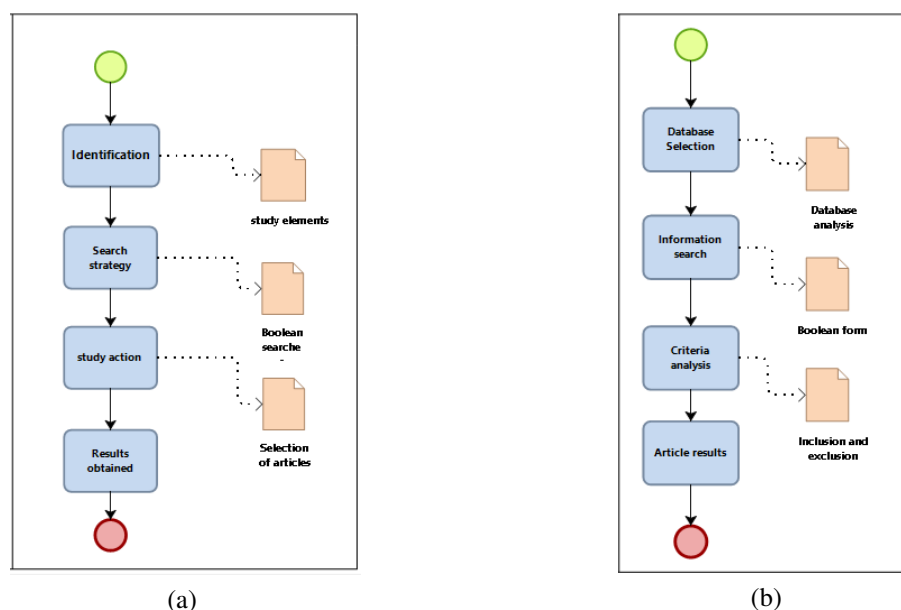 Identification
study elements
Search
strategy
Boolean
searche
-
study action
Selection
of articles
Results
obtained
(a)
Database
Selection
Database
analysis
Information
search
Boolean form
Criteria
analysis
Inclusion and
exclusion
Article results
(b)